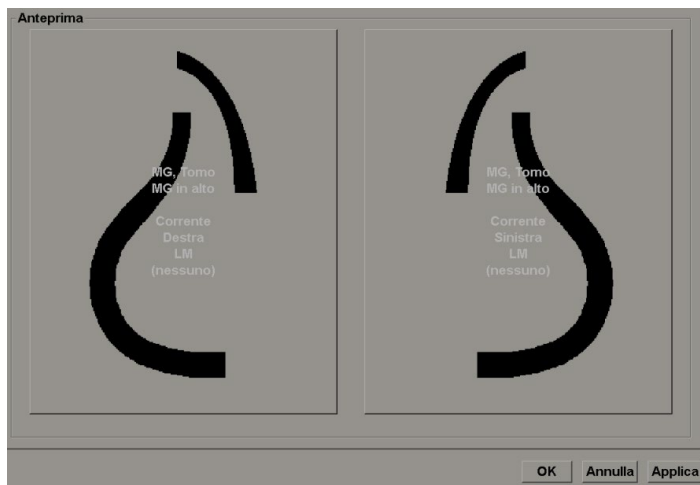 Anteprima
MG, Tomo
MG in alto
Corrente
Destra
LM
(nessuno)
MG, Tomo
MG in alto
Corrente
Sinistra
LM
(nessuno)
OK
Annulla
Applica